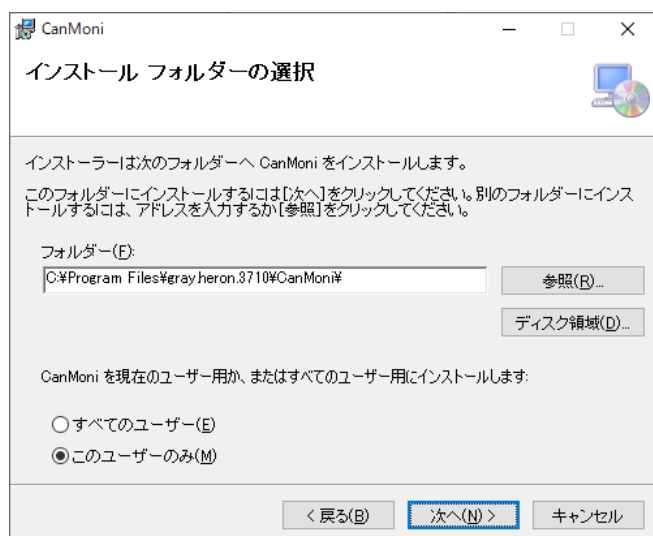 CanMoni
インストール フォルダーの選択
インストーラーは次のフォルダーへ CanMoni をインストールします。
このフォルダーにインストールするには[次へ]をクリックしてください。別のフォルダーにインス
トールするには、アドレスを入力するか[参照]をクリックしてください。
フォルダー(F):
C:¥Program Files¥gray.heron.3710¥CanMoni¥
参照(R)...
ディスク領域(D)...
CanMoni を現在のユーザー用か、またはすべてのユーザー用にインストールします:
すべてのユーザー(E)
このユーザーのみ(M)
< 戻る(B)
次へ(N) >
キャンセル